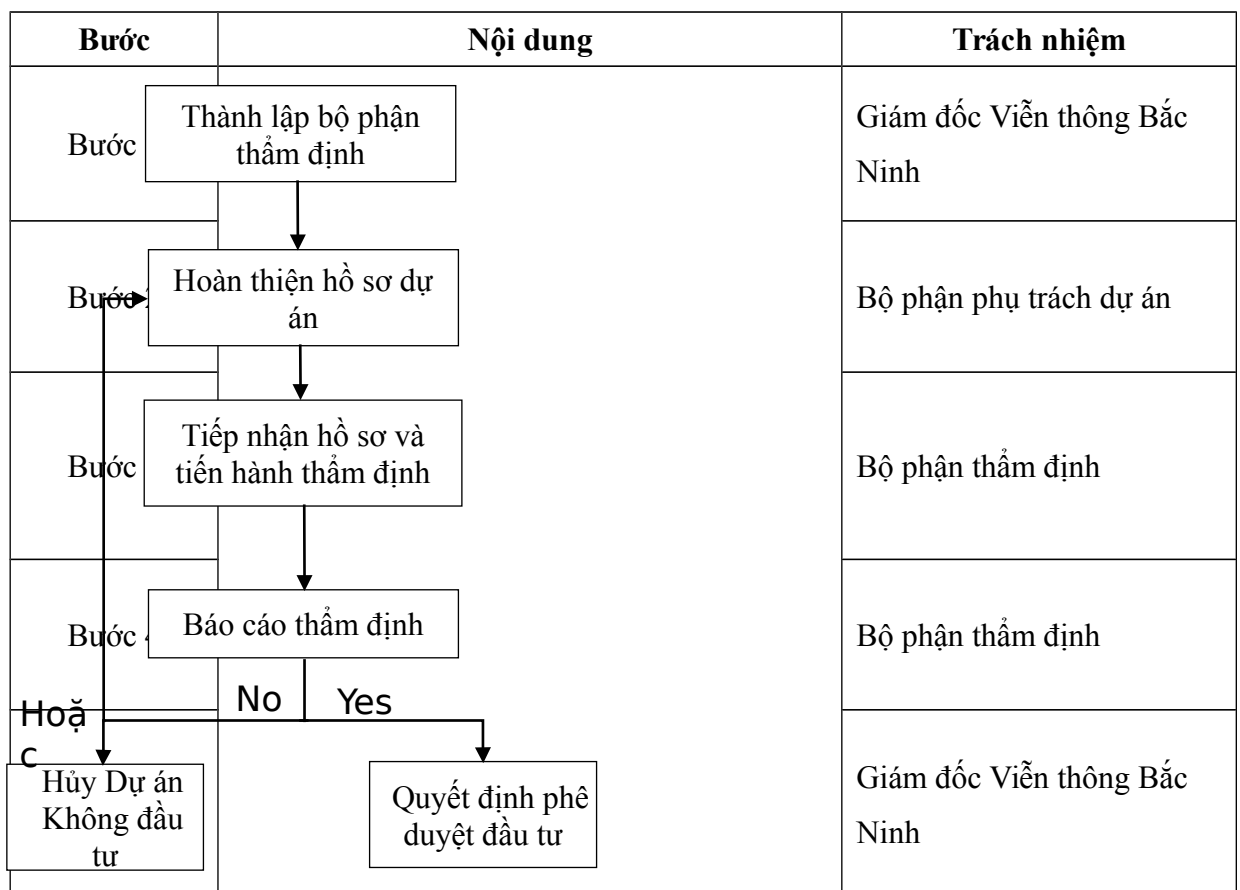 Bước
Nội dung
Trách nhiệm
Bước
Thành lập bộ phận
thẩm định
Giám đốc Viễn thông Bắc
Ninh
Bước
Hoàn thiện hồ sơ dự
án
Bộ phận phụ trách dự án
Bước
Tiếp nhận hồ sơ và
tiến hành thẩm định
Bộ phận thẩm định
Bước
Báo cáo thẩm định
Bộ phận thẩm định
No
Yes
Hoặ
c
Hủy Dự án
Không đầu
tư
Quyết định phê
duyệt đầu tư
Giám đốc Viễn thông Bắc
Ninh